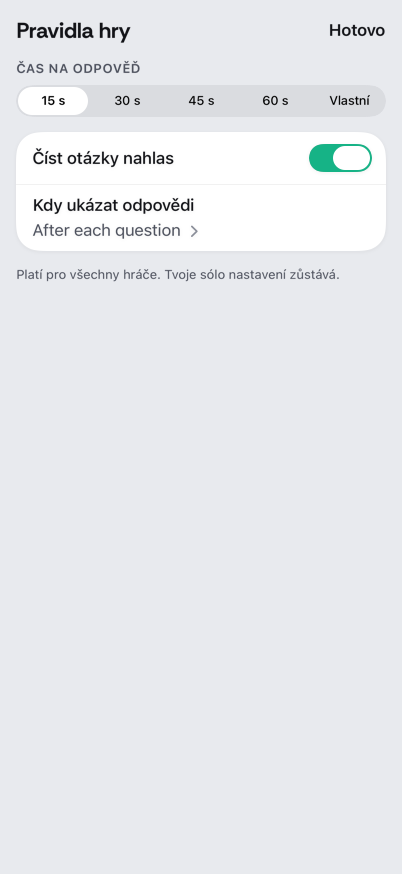 Pravidla hry
Hotovo
ČAS NA ODPOVĚĎ
15 s
30 s
45 s
60 s
Vlastní
Číst otázky nahlas
Kdy ukázat odpovědi
After each question
Platí pro všechny hráče. Tvoje sólo nastavení zůstává.